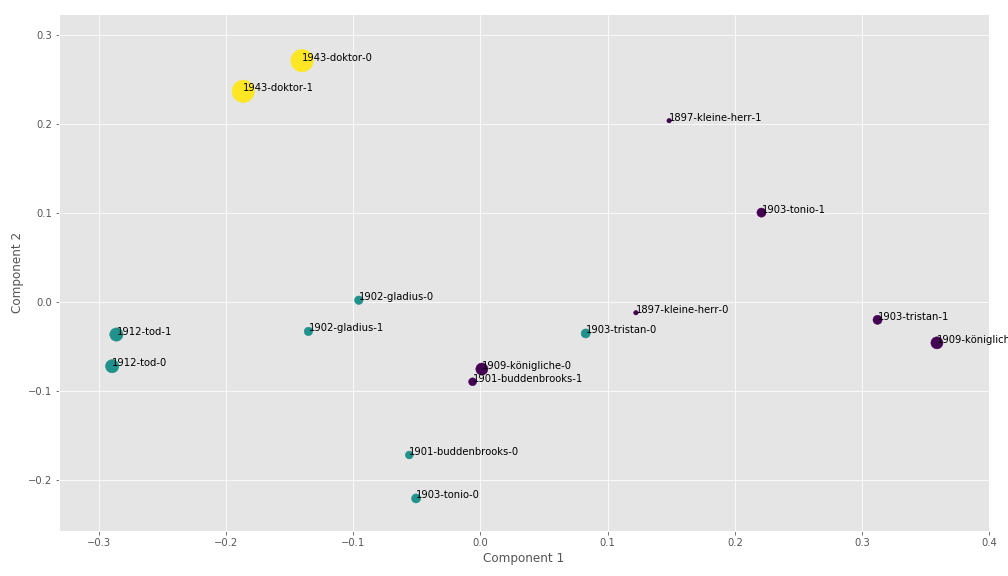 0.3
0.2
0.1
0.0
−0.1
−0.2
Component 2
1943-doktor-0
1943-doktor-1
1897-kleine-herr-1
1903-tonio-1
1902-gladius-0
1897-kleine-herr-0
1903-tristan-1
1902-gladius-1
1903-tristan-0
1912-tod-1
1909-königlich
1912-tod-0
1909-königliche-0
1901-buddenbrooks-1
1901-buddenbrooks-0
1903-tonio-0
−0.3 −0.2 −0.1 0.0 0.1 0.2 0.3 0.4
Component 1